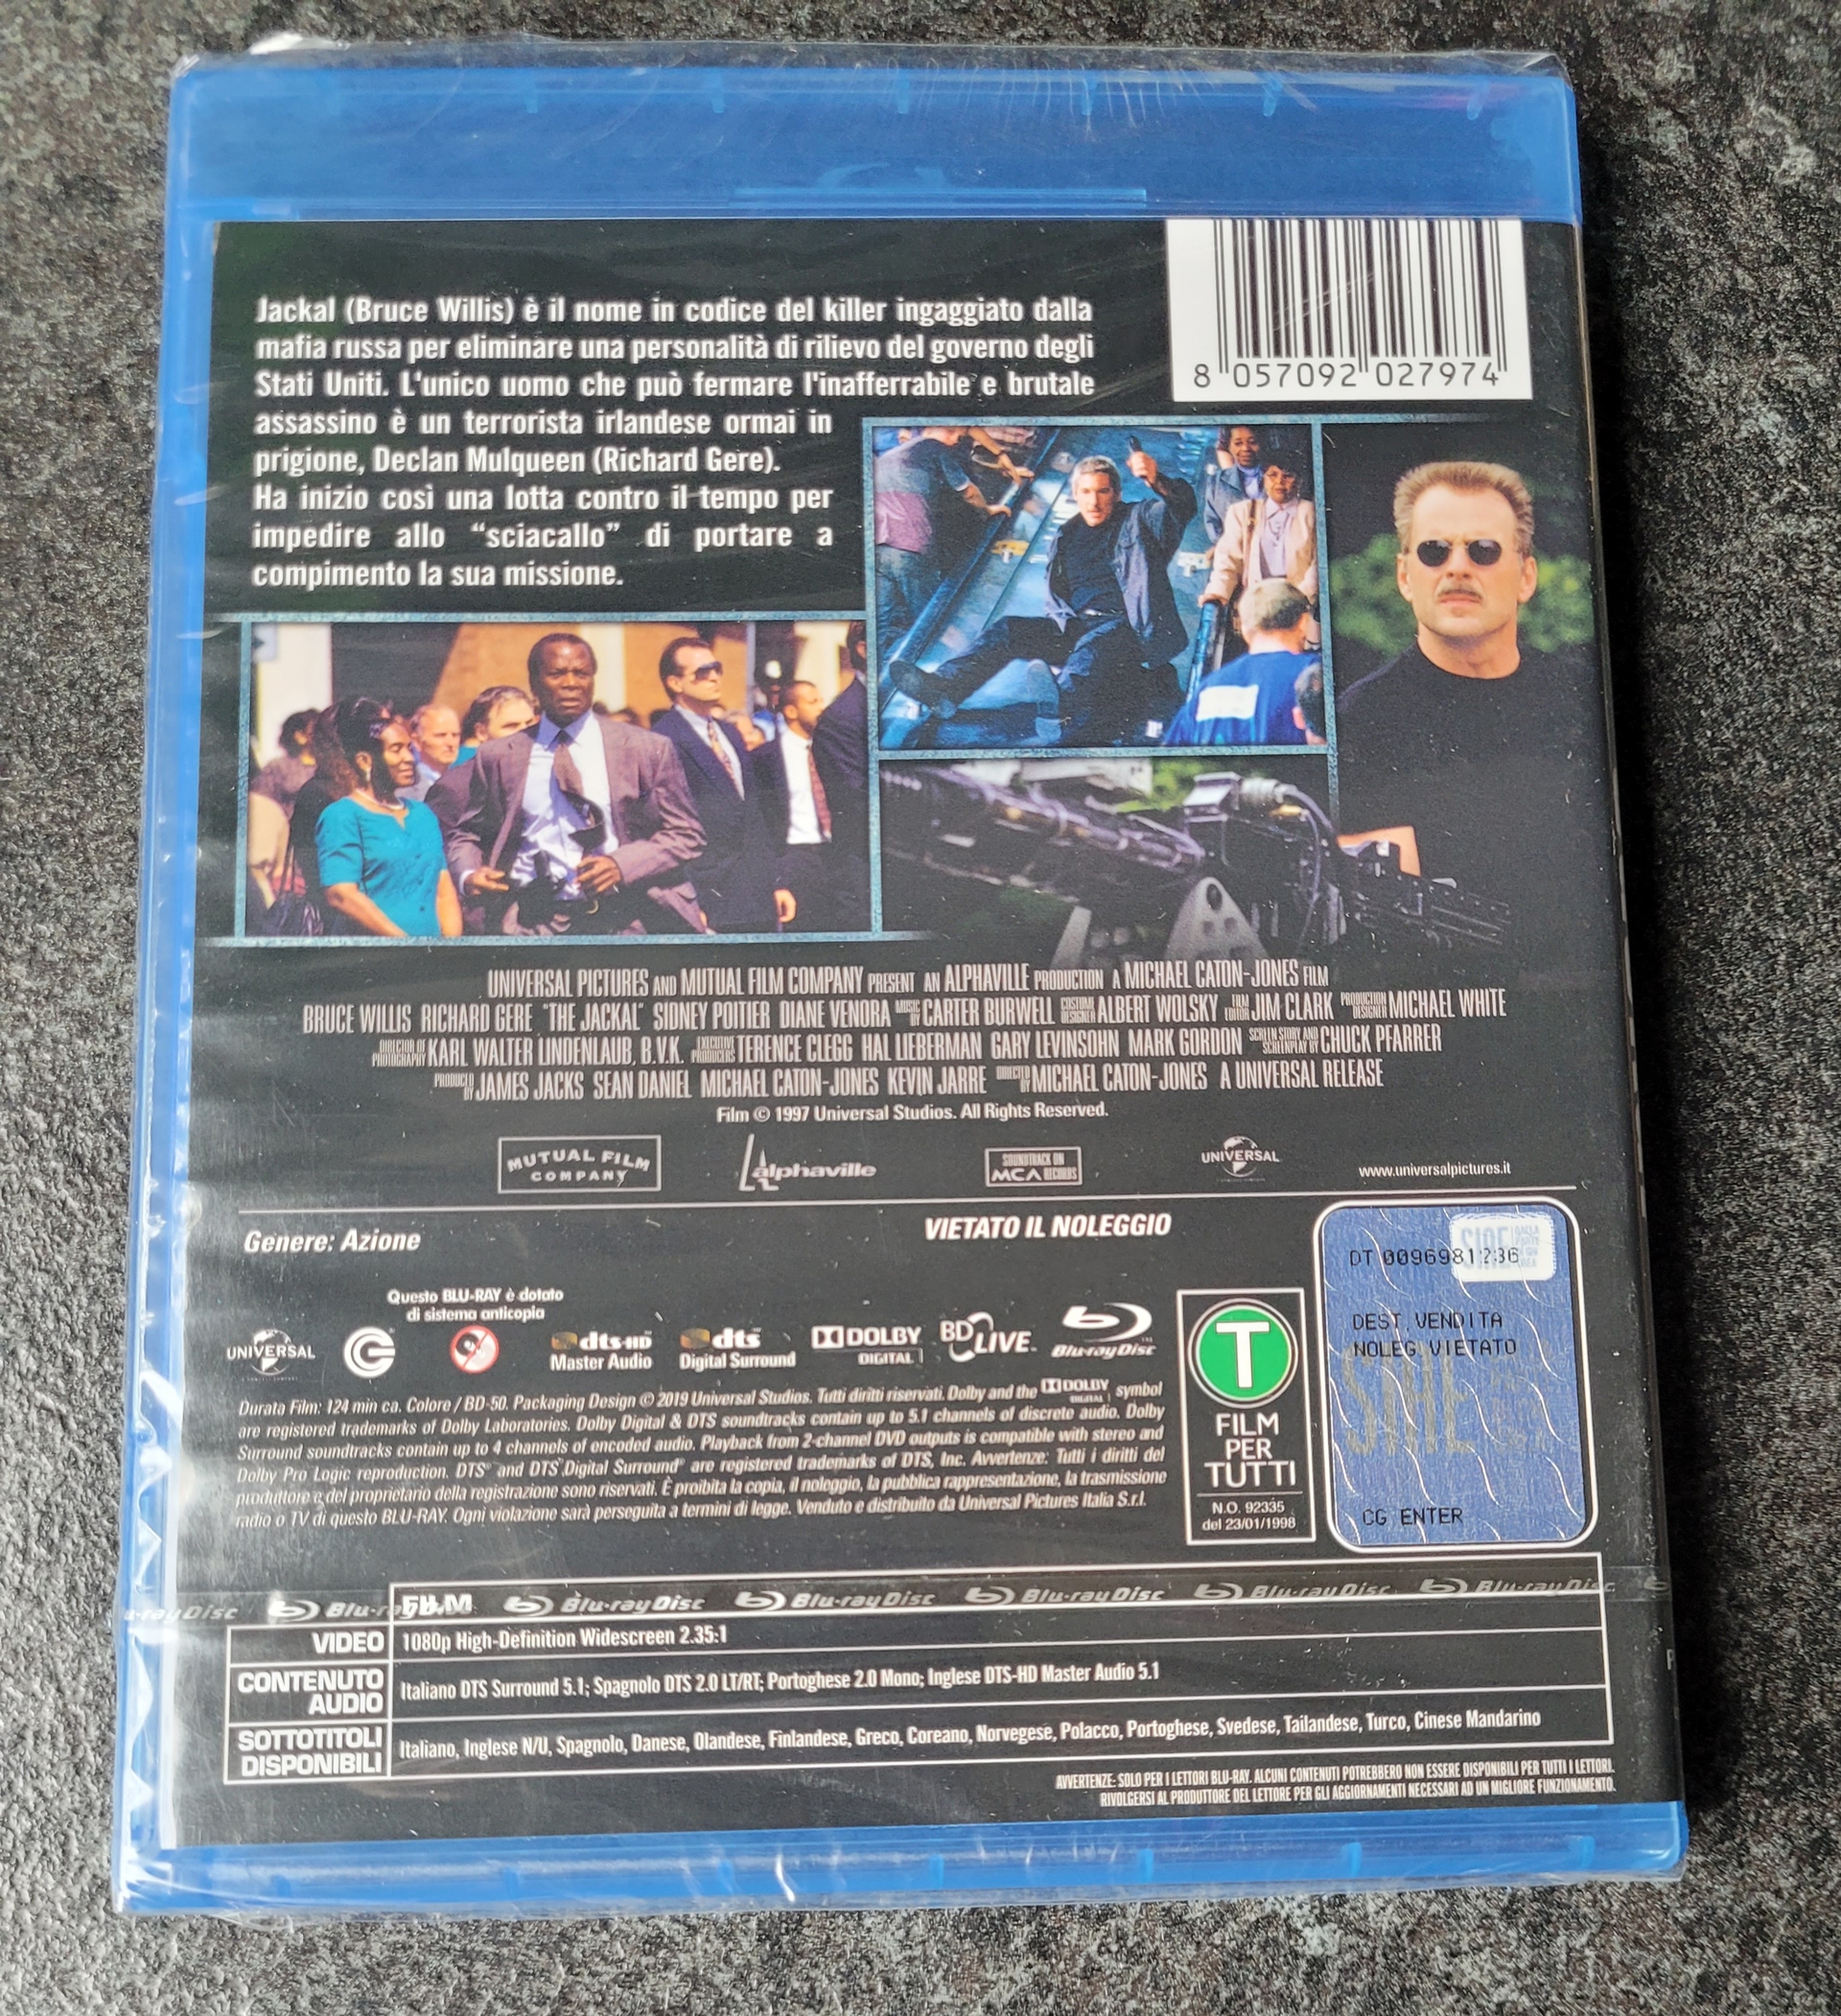 8 057092 027974
Jackal (Bruce Willis) è il nome in codice del killer ingaggiato dalla
mafia russa per eliminare una personalità di rilievo del governo degli
Stati Uniti. L'unico uomo che può fermare l'inafferrabile e brutale
assassino è un terrorista irlandese ormai in
prigione, Declan Mulqueen (Richard Gere).
Ha inizio così una lotta contro il tempo per
impedire allo “sciacallo” di portare a
compimento la sua missione.
UNIVERSAL PICTURES AND MUTUAL FILM COMPANY PRESENT AN ALPHAVILLE PRODUCTION A MICHAEL CATON-JONES FILM
BRUCE WILLIS RICHARD GERE "THE JACKAL" SIDNEY POITIER DIANE VENORA MUSIC BY CARTER BURWELL COSTUME DESIGNER ALBERT WOLSKY FILM EDITOR JIM CLARK PRODUCTION DESIGNER MICHAEL WHITE
DIRECTOR OF PHOTOGRAPHY KARL WALTER LINDENLAUB, B.V.K. EXECUTIVE PRODUCERS TERENCE CLEGG HAL LIEBERMAN GARY LEVINSOHN MARK GORDON SCREEN STORY AND SCREENPLAY BY CHUCK PFARRER
PRODUCED BY JAMES JACKS SEAN DANIEL MICHAEL CATON-JONES KEVIN JARRE DIRECTED BY MICHAEL CATON-JONES A UNIVERSAL RELEASE
Film © 1997 Universal Studios. All Rights Reserved.
MUTUAL FILM
COMPANY
alphaville
SOUNDTRACK ON
MCA RECORDS
UNIVERSAL
www.universalpictures.it
Genere: Azione
VIETATO IL NOLEGGIO
Questo BLU-RAY è dotato
di sistema anticopia
UNIVERSAL
dts-HD
Master Audio
dts
Digital Surround
DOLBY
DIGITAL
BD LIVE
Blu-ray Disc
Durata Film: 124 min ca. Colore / BD-50. Packaging Design © 2019 Universal Studios. Tutti diritti riservati. Dolby and the DOLBY DIGITAL symbol
are registered trademarks of Dolby Laboratories. Dolby Digital & DTS soundtracks contain up to 5.1 channels of discrete audio. Dolby
Surround soundtracks contain up to 4 channels of encoded audio. Playback from 2-channel DVD outputs is compatible with stereo and
Dolby Pro Logic reproduction. DTS® and DTS Digital Surround® are registered trademarks of DTS, Inc. Avvertenze: Tutti i diritti del
produttore e del proprietario della registrazione sono riservati. È proibita la copia, il noleggio, la pubblica rappresentazione, la trasmissione
radio o TV di questo BLU-RAY. Ogni violazione sarà perseguita a termini di legge. Venduto e distribuito da Universal Pictures Italia S.r.l.
T
FILM
PER
TUTTI
N.O. 92335
del 23/01/1998
DT 0096981236
SIAE
DEST VENDITA
NOLEG VIETATO
SIAE
CG ENTER
FILM
u-ray Disc Blu-ray Disc Blu-ray Disc Blu-ray Disc Blu-ray Disc Blu-ray Disc Blu-ray Disc
VIDEO
1080p High-Definition Widescreen 2.35:1
CONTENUTO
AUDIO
Italiano DTS Surround 5.1; Spagnolo DTS 2.0 LT/RT; Portoghese 2.0 Mono; Inglese DTS-HD Master Audio 5.1
SOTTOTITOLI
DISPONIBILI
Italiano, Inglese N/U, Spagnolo, Danese, Olandese, Finlandese, Greco, Coreano, Norvegese, Polacco, Portoghese, Svedese, Tailandese, Turco, Cinese Mandarino
AVVERTENZE: SOLO PER I LETTORI BLU-RAY. ALCUNI CONTENUTI POTREBBERO NON ESSERE DISPONIBILI PER TUTTI I LETTORI.
RIVOLGERSI AL PRODUTTORE DEL LETTORE PER GLI AGGIORNAMENTI NECESSARI AD UN MIGLIORE FUNZIONAMENTO.